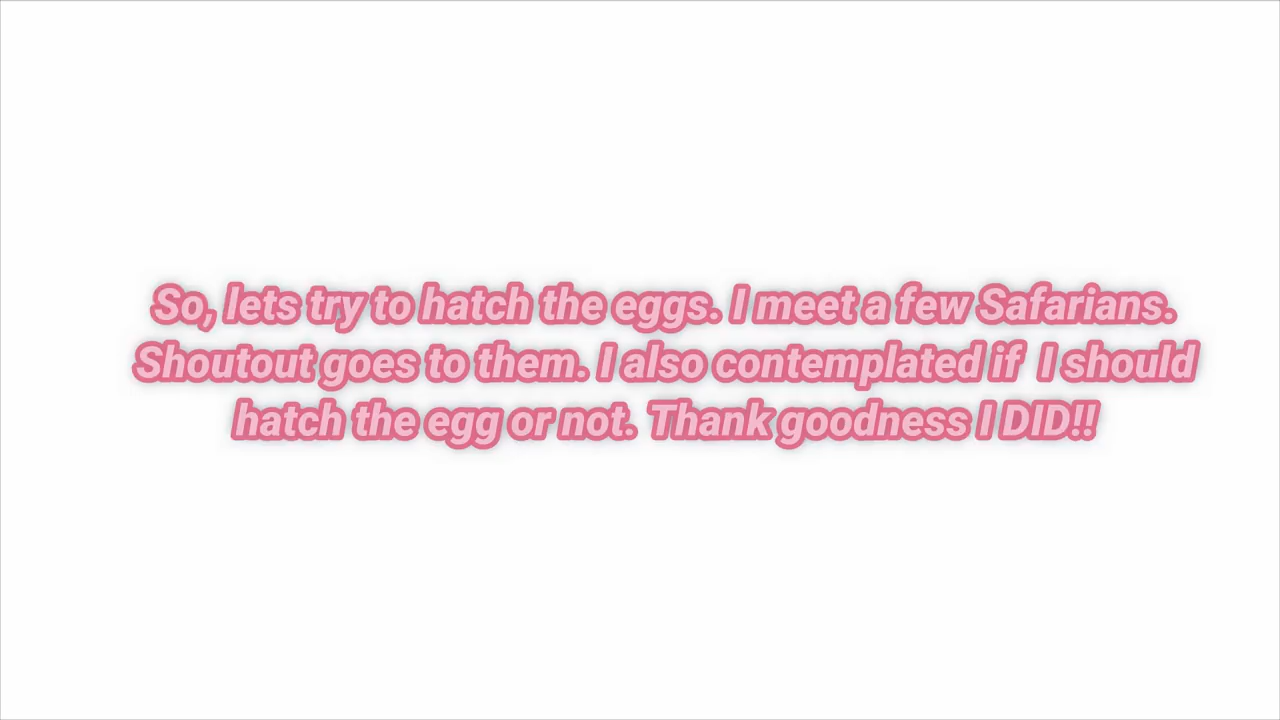 So, lets try to hatch the eggs. I meet a few Safarians.
Shoutout goes to them. I also contemplated if  I should
hatch the egg or not.  Thank goodness I DID!!